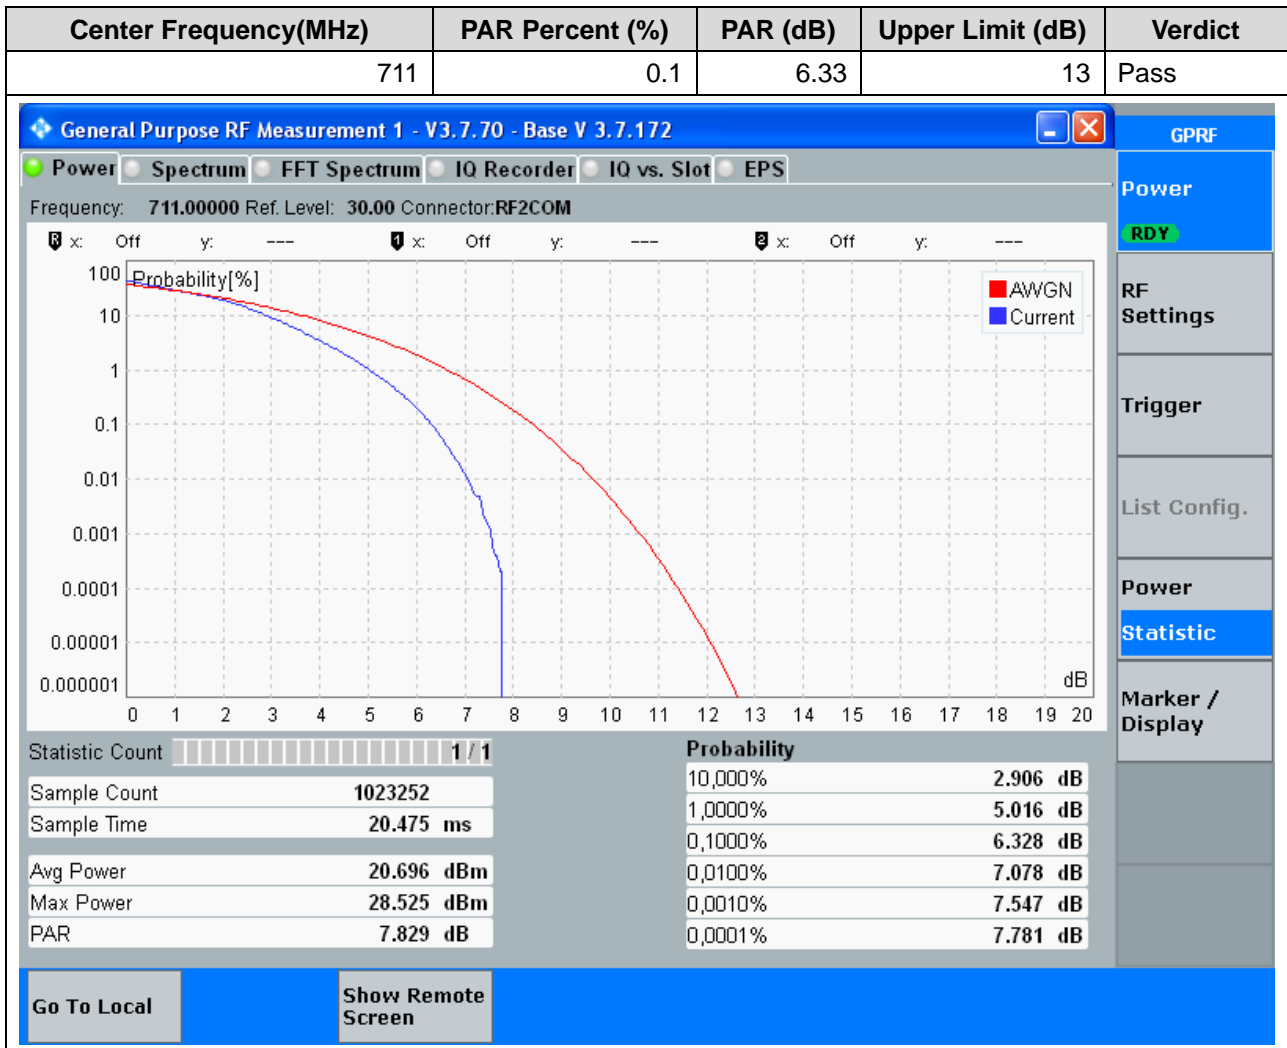 Center Frequency(MHz) PAR Percent (%) PAR (dB) Upper Limit (dB) Verdict
711 0.1 6.33 13 Pass
General Purpose RF Measurement 1 - V3.7.70 - Base V 3.7.172
GPRF
Power Spectrum FFT Spectrum IQ Recorder IQ vs. Slot EPS
Frequency: 711.00000 Ref. Level: 30.00 Connector:RF2COM
R x: Off y: --- 1 x: Off y: --- 2 x: Off y: ---
Probability[%]
AWGN
Current
100
10
1
0.1
0.01
0.001
0.0001
0.00001
0.000001
dB
0 1 2 3 4 5 6 7 8 9 10 11 12 13 14 15 16 17 18 19 20
Statistic Count 1 / 1
Sample Count 1023252
Sample Time 20.475 ms
Avg Power 20.696 dBm
Max Power 28.525 dBm
PAR 7.829 dB
Probability
10,000% 2.906 dB
1,0000% 5.016 dB
0,1000% 6.328 dB
0,0100% 7.078 dB
0,0010% 7.547 dB
0,0001% 7.781 dB
Power
RDY
RF
Settings
Trigger
List Config.
Power
Statistic
Marker /
Display
Go To Local
Show Remote
Screen